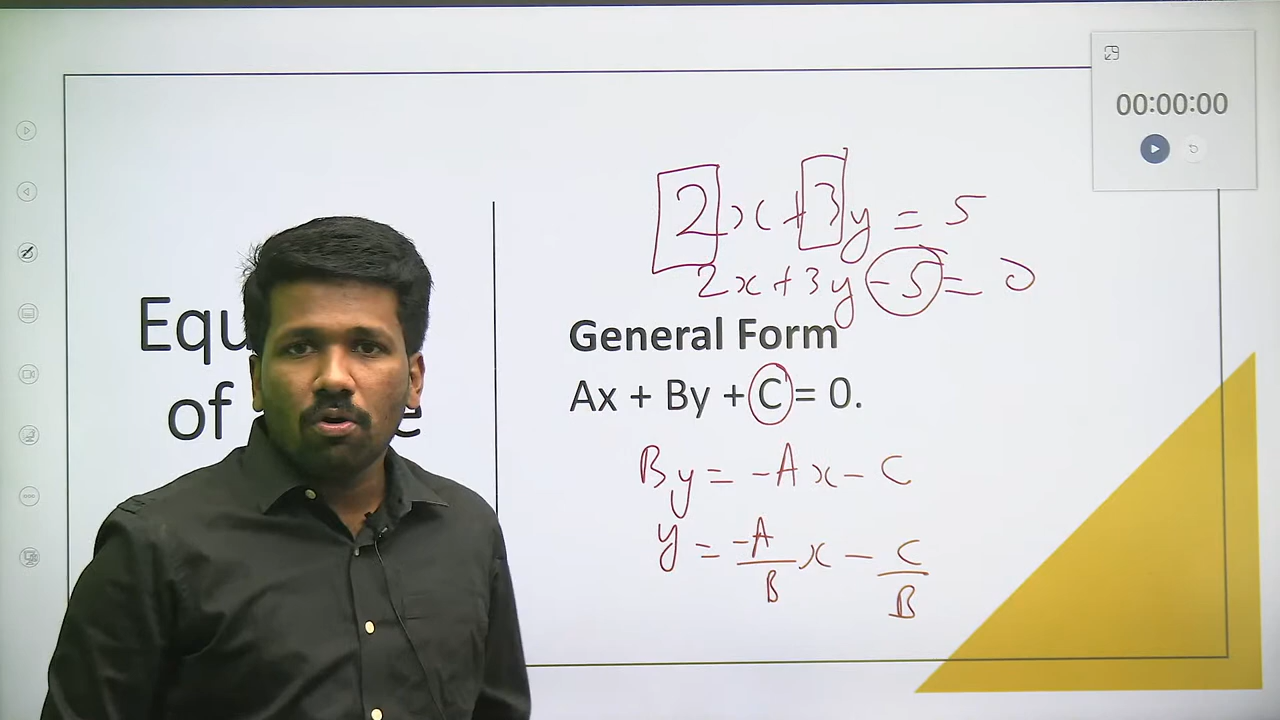 00:00:00
2x+3y = 5
2x+3y-5 = 0
General Form
Ax + By + C = 0.
By = -Ax - C
y = -A/B x - C/B
Equ
of e